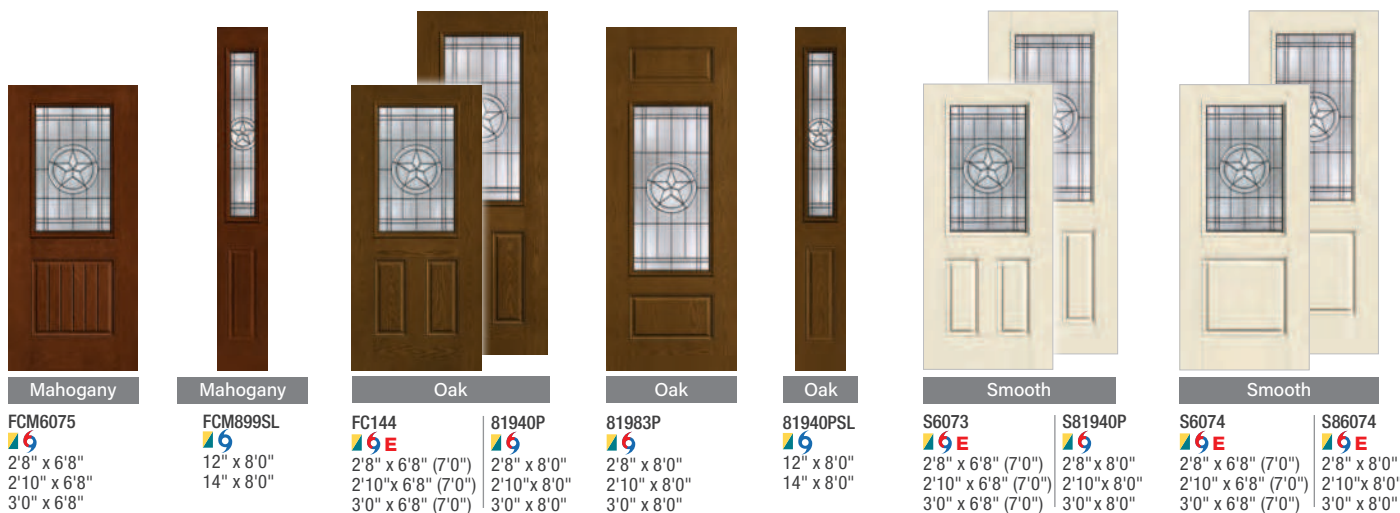 Mahogany
FCM6075
2'8" x 6'8"
2'10" x 6'8"
3'0" x 6'8"
Mahogany
FCM899SL
12" x 8'0"
14" x 8'0"
Oak
FC144
E
2'8" x 6'8" (7'0")
2'10"x 6'8" (7'0")
3'0" x 6'8" (7'0")
81940P
2'8" x 8'0"
2'10"x 8'0"
3'0" x 8'0"
Oak
81983P
2'8" x 8'0"
2'10" x 8'0"
3'0" x 8'0"
Oak
81940PSL
12" x 8'0"
14" x 8'0"
Smooth
S6073
E
2'8" x 6'8" (7'0")
2'10" x 6'8" (7'0")
3'0" x 6'8" (7'0")
S81940P
2'8" x 8'0"
2'10"x 8'0"
3'0" x 8'0"
Smooth
S6074
E
2'8" x 6'8" (7'0")
2'10" x 6'8" (7'0")
3'0" x 6'8" (7'0")
S86074
E
2'8" x 8'0"
2'10"x 8'0"
3'0" x 8'0"